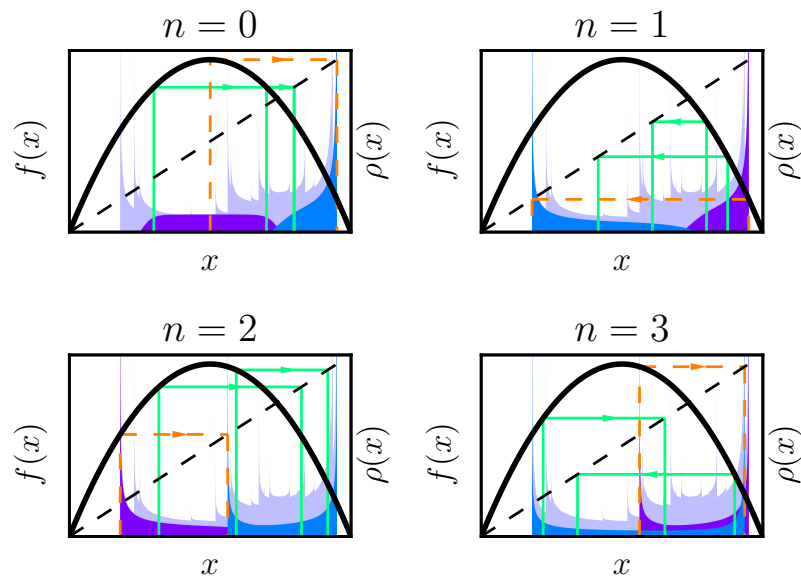 n = 0
n = 1
f(x)
ρ(x)
f(x)
ρ(x)
x
x
n = 2
n = 3
f(x)
ρ(x)
f(x)
ρ(x)
x
x